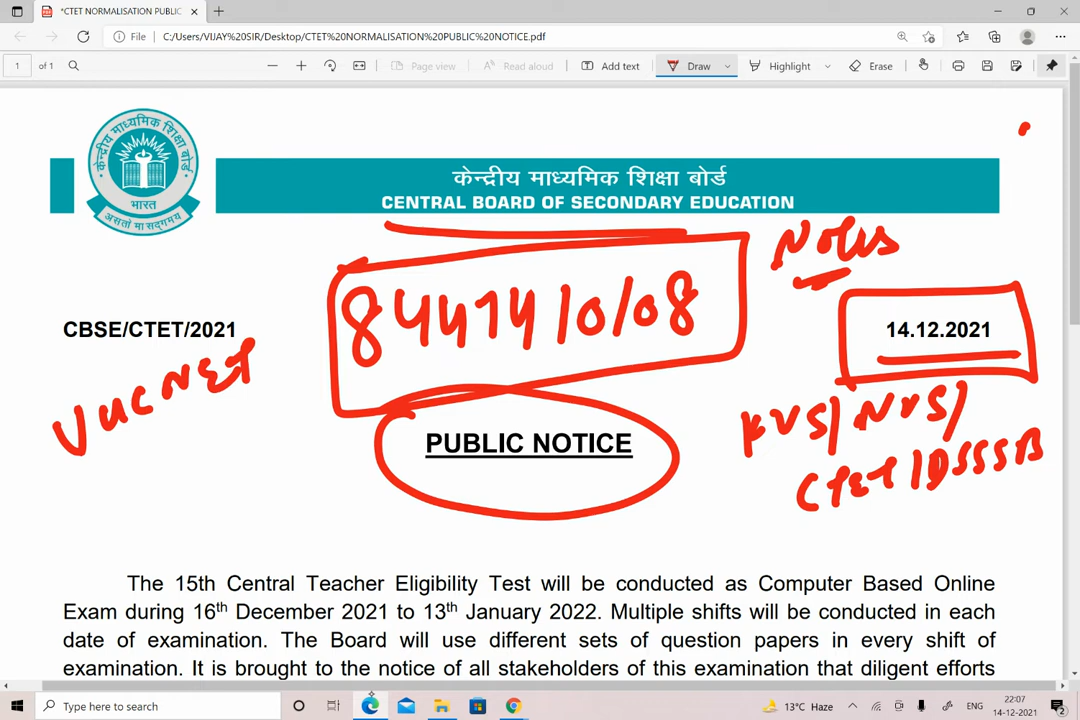 *CTET NORMALISATION PUBLIC
File
C:/Users/VIJAY%20SIR/Desktop/CTET%20NORMALISATION%20PUBLIC%20NOTICE.pdf
1 of 1
Page view
Read aloud
Add text
Draw
Highlight
Erase
केन्द्रीय माध्यमिक शिक्षा बोर्ड
भारत
असतो मा सद्गमय
केन्द्रीय माध्यमिक शिक्षा बोर्ड
CENTRAL BOARD OF SECONDARY EDUCATION
Notes
CBSE/CTET/2021
14.12.2021
KVS/NVS/
CTET/DSSSB
PUBLIC NOTICE
The 15th Central Teacher Eligibility Test will be conducted as Computer Based Online
Exam during 16th December 2021 to 13th January 2022. Multiple shifts will be conducted in each
date of examination. The Board will use different sets of question papers in every shift of
examination. It is brought to the notice of all stakeholders of this examination that diligent efforts
Type here to search
13°C Haze
ENG
22:07
14-12-2021
2